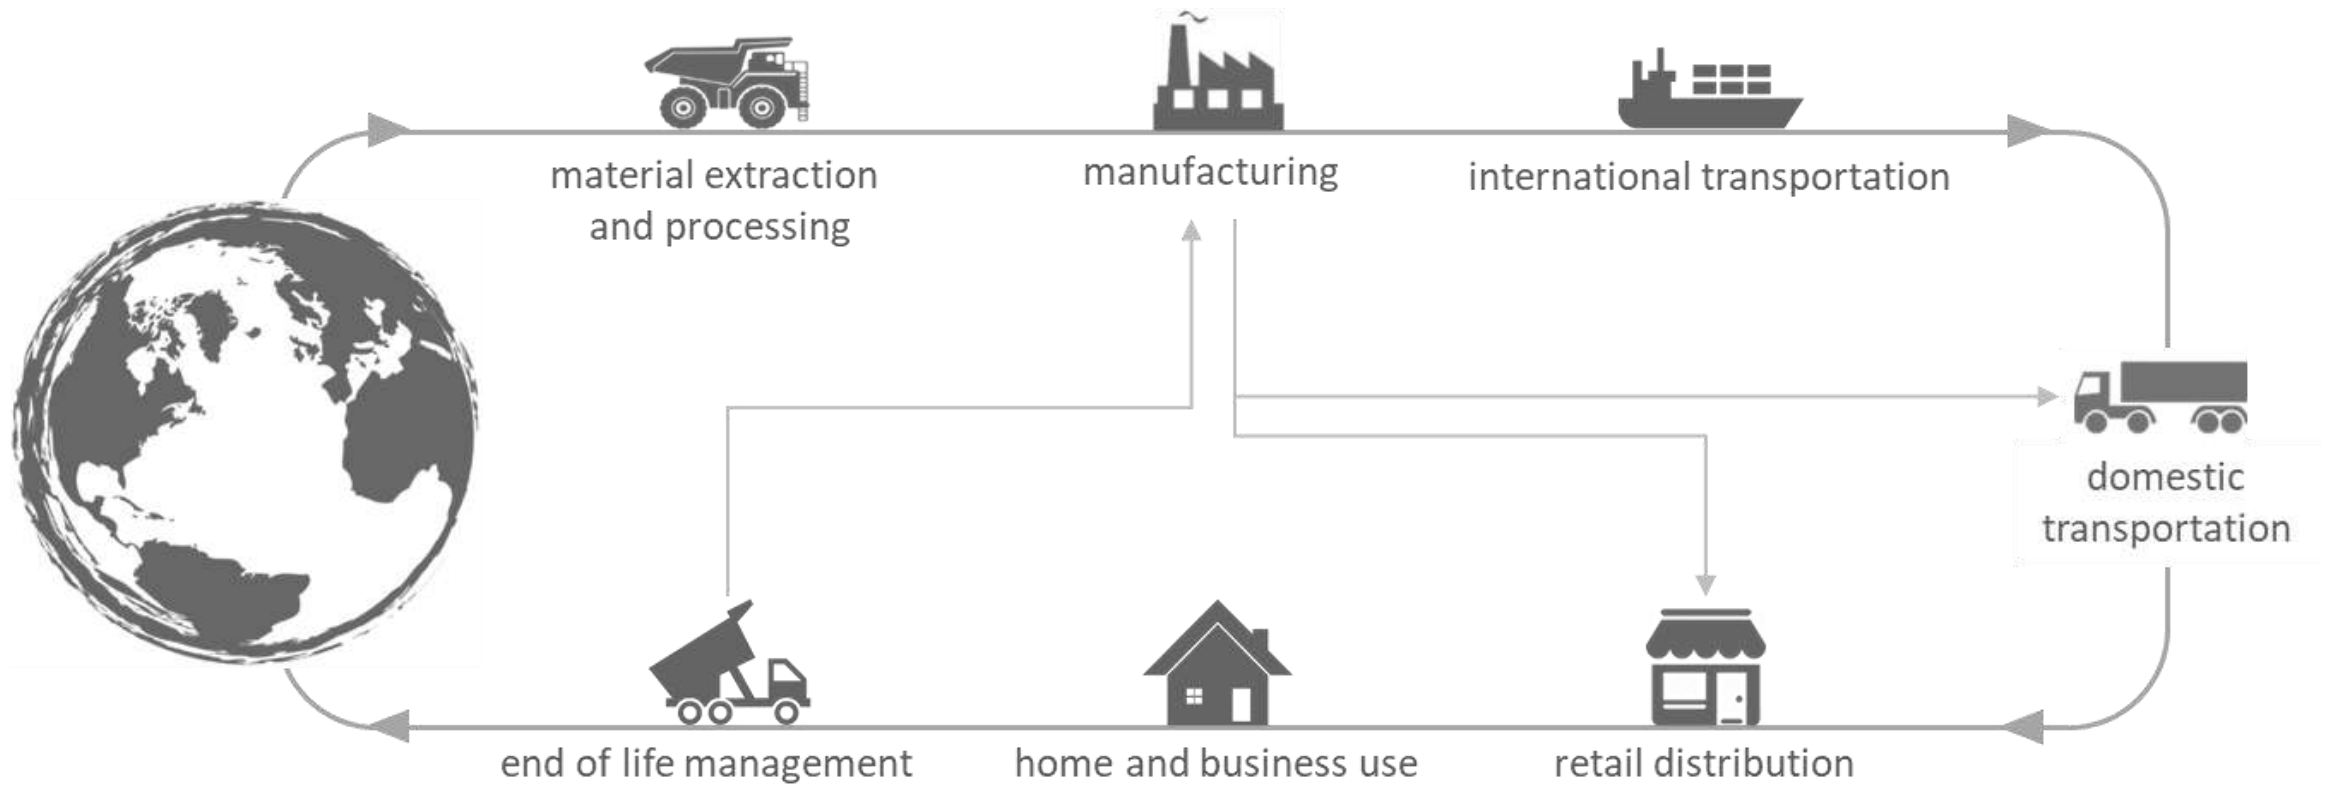 material extraction
and processing
manufacturing
international transportation
domestic
transportation
end of life management
home and business use
retail distribution